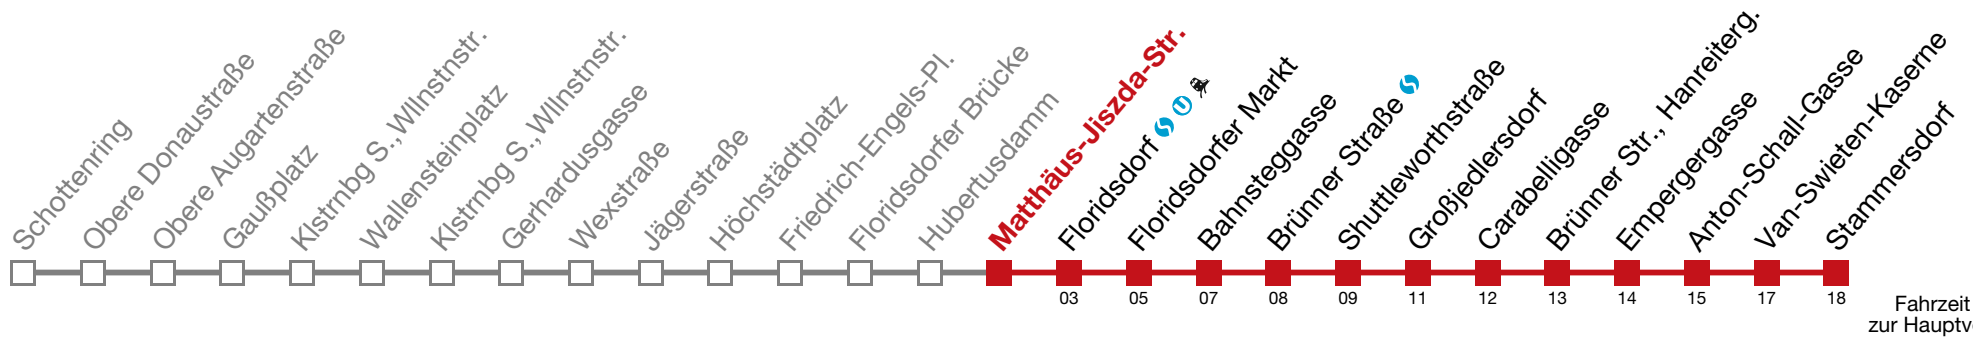 Schottenring
Obere Donaustraße
Obere Augartenstraße
Gaußplatz
Klstrnbg S., Wllnstnstr.
Wallensteinplatz
Klstrnbg S., Wllnstnstr.
Gerhardusgasse
Wexstraße
Jägerstraße
Höchstädtplatz
Friedrich-Engels-Pl.
Floridsdorfer Brücke
Hubertusdamm
Matthäus-Jiszda-Str.
Floridsdorf S U
Floridsdorfer Markt
Bahnsteggasse
Brünner Straße S
Shuttleworthstraße
Großjedlersdorf
Carabelligasse
Brünner Str., Hanreiterg.
Empergergasse
Anton-Schall-Gasse
Van-Swieten-Kaserne
Stammersdorf
03 05 07 08 09 11 12 13 14 15 17 18
Fahrzeit
zur Hauptv